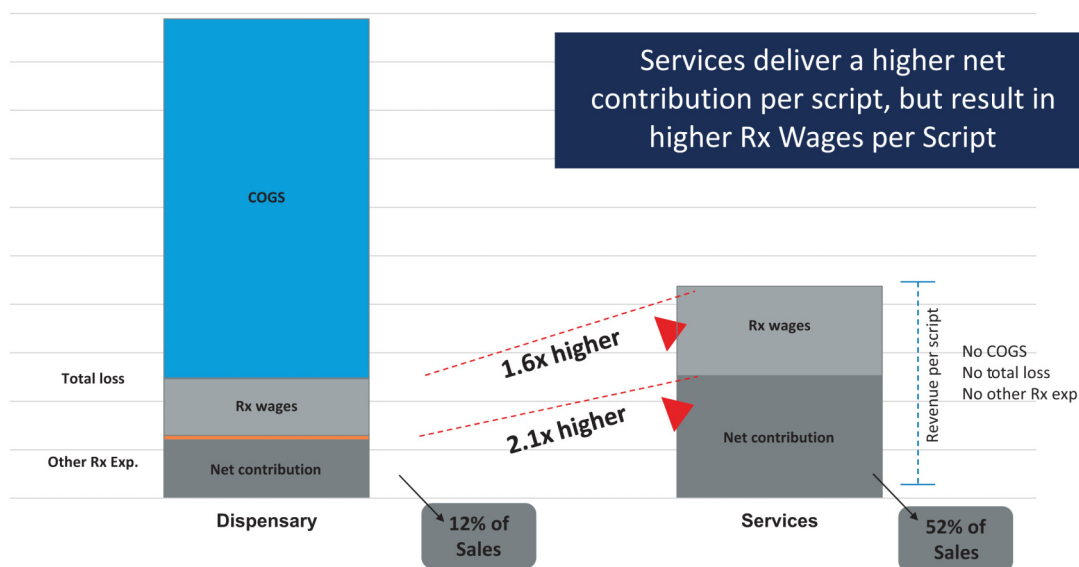 Services deliver a higher net
contribution per script, but result in
higher Rx Wages per Script
COGS
Total loss
Rx wages
Other Rx Exp.
Net contribution
Dispensary
12% of
Sales
1.6x higher
2.1x higher
Rx wages
Net contribution
Services
52% of
Sales
Revenue per script
No COGS
No total loss
No other Rx exp